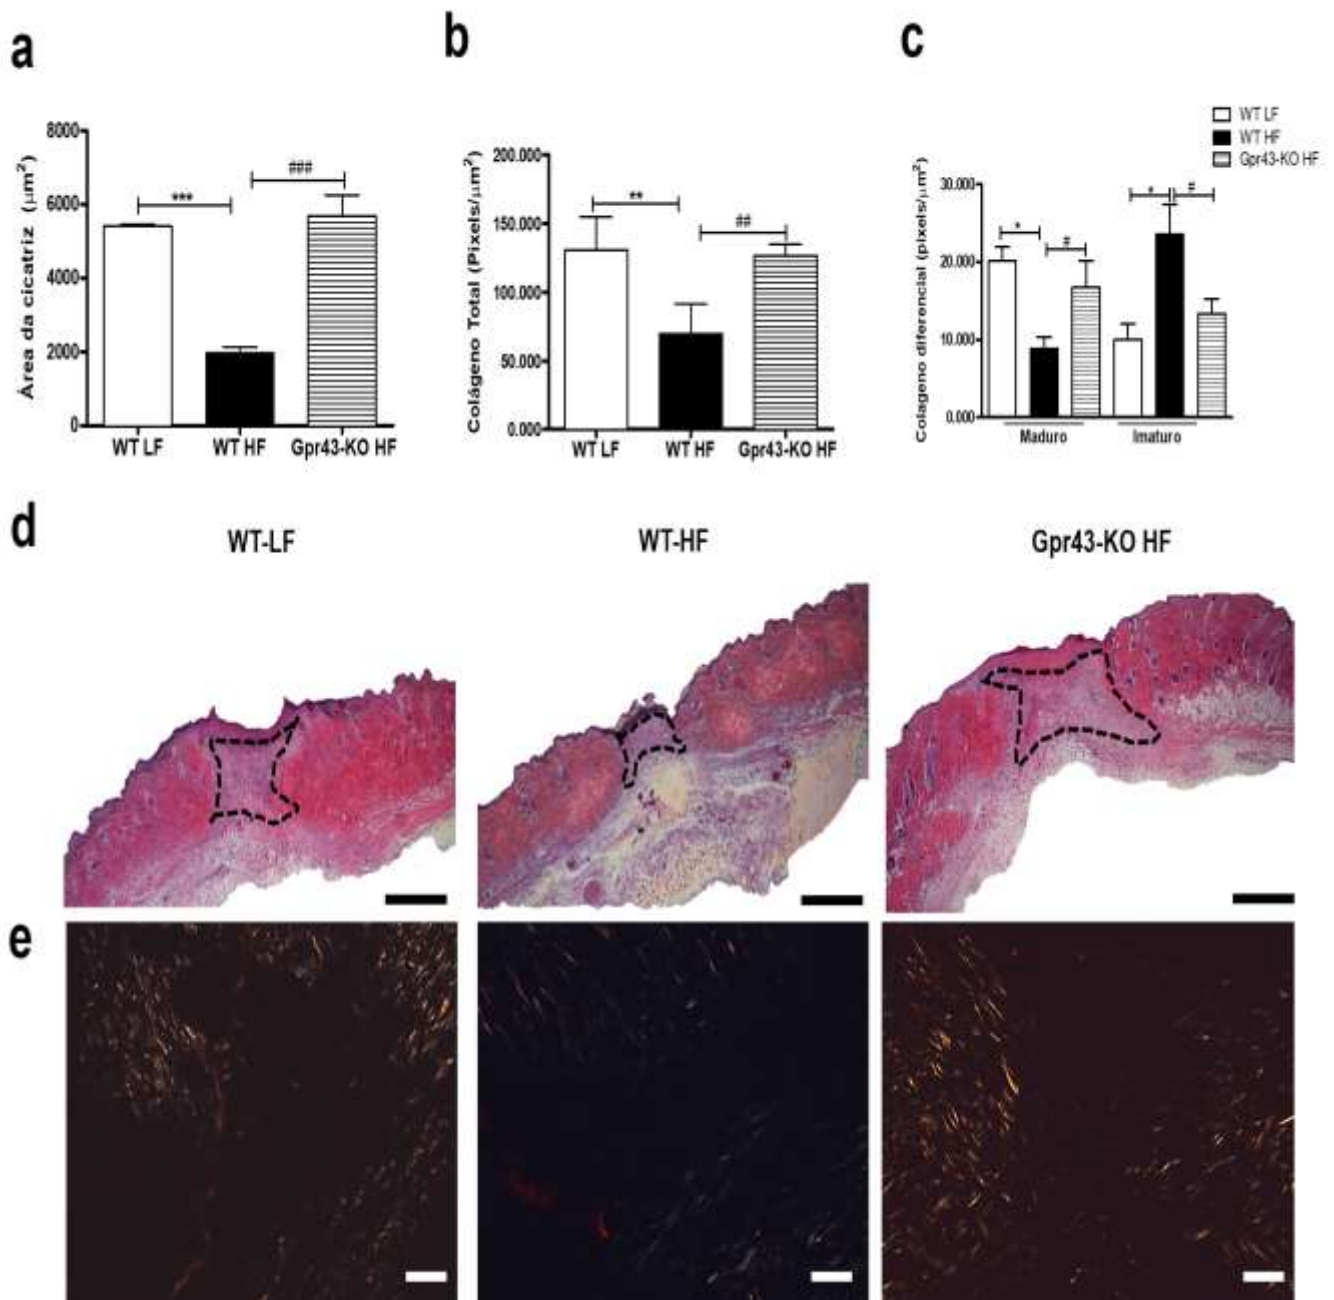 a
Área da cicatriz (µm²)
8000
6000
4000
2000
0
***
###
WT LF
WT HF
Gpr43-KO HF
b
Colágeno Total (Pixels/µm²)
200.000
150.000
100.000
50.000
0.000
**
##
WT LF
WT HF
Gpr43-KO HF
c
WT LF
WT HF
Gpr43-KO HF
Colageno diferencial (pixels/µm²)
30.000
20.000
10.000
0.000
*
#
*
#
Maduro
Imaturo
d
WT-LF
WT-HF
Gpr43-KO HF
e